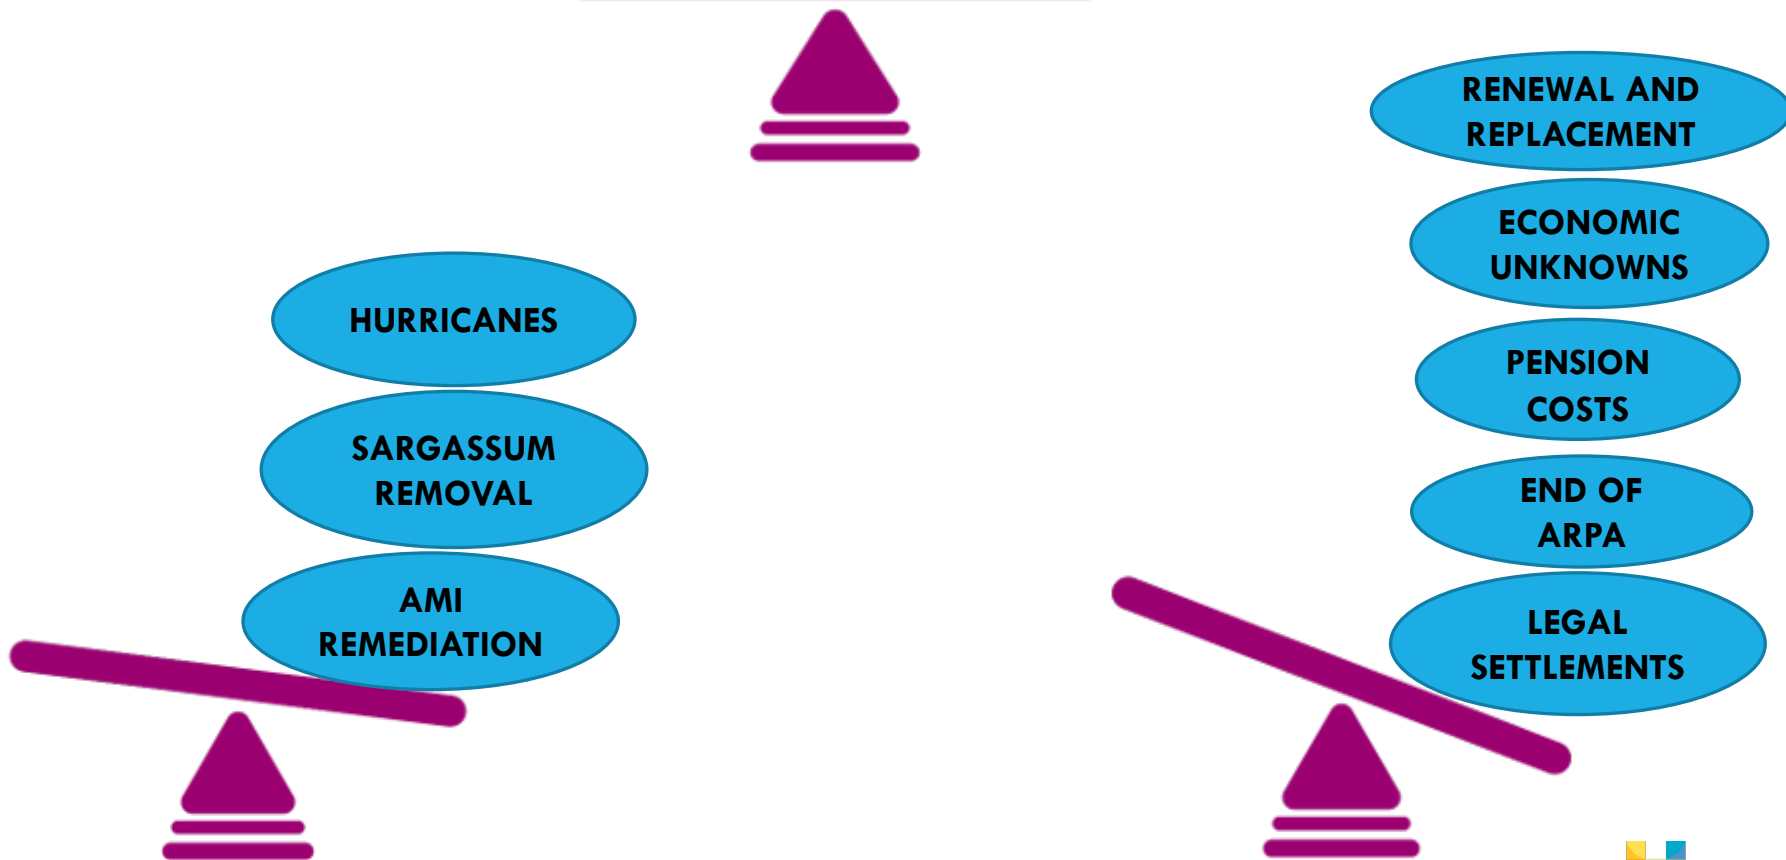 HURRICANES
SARGASSUM
REMOVAL
AMI
REMEDIATION
RENEWAL AND
REPLACEMENT
ECONOMIC
UNKNOWNS
PENSION
COSTS
END OF
ARPA
LEGAL
SETTLEMENTS